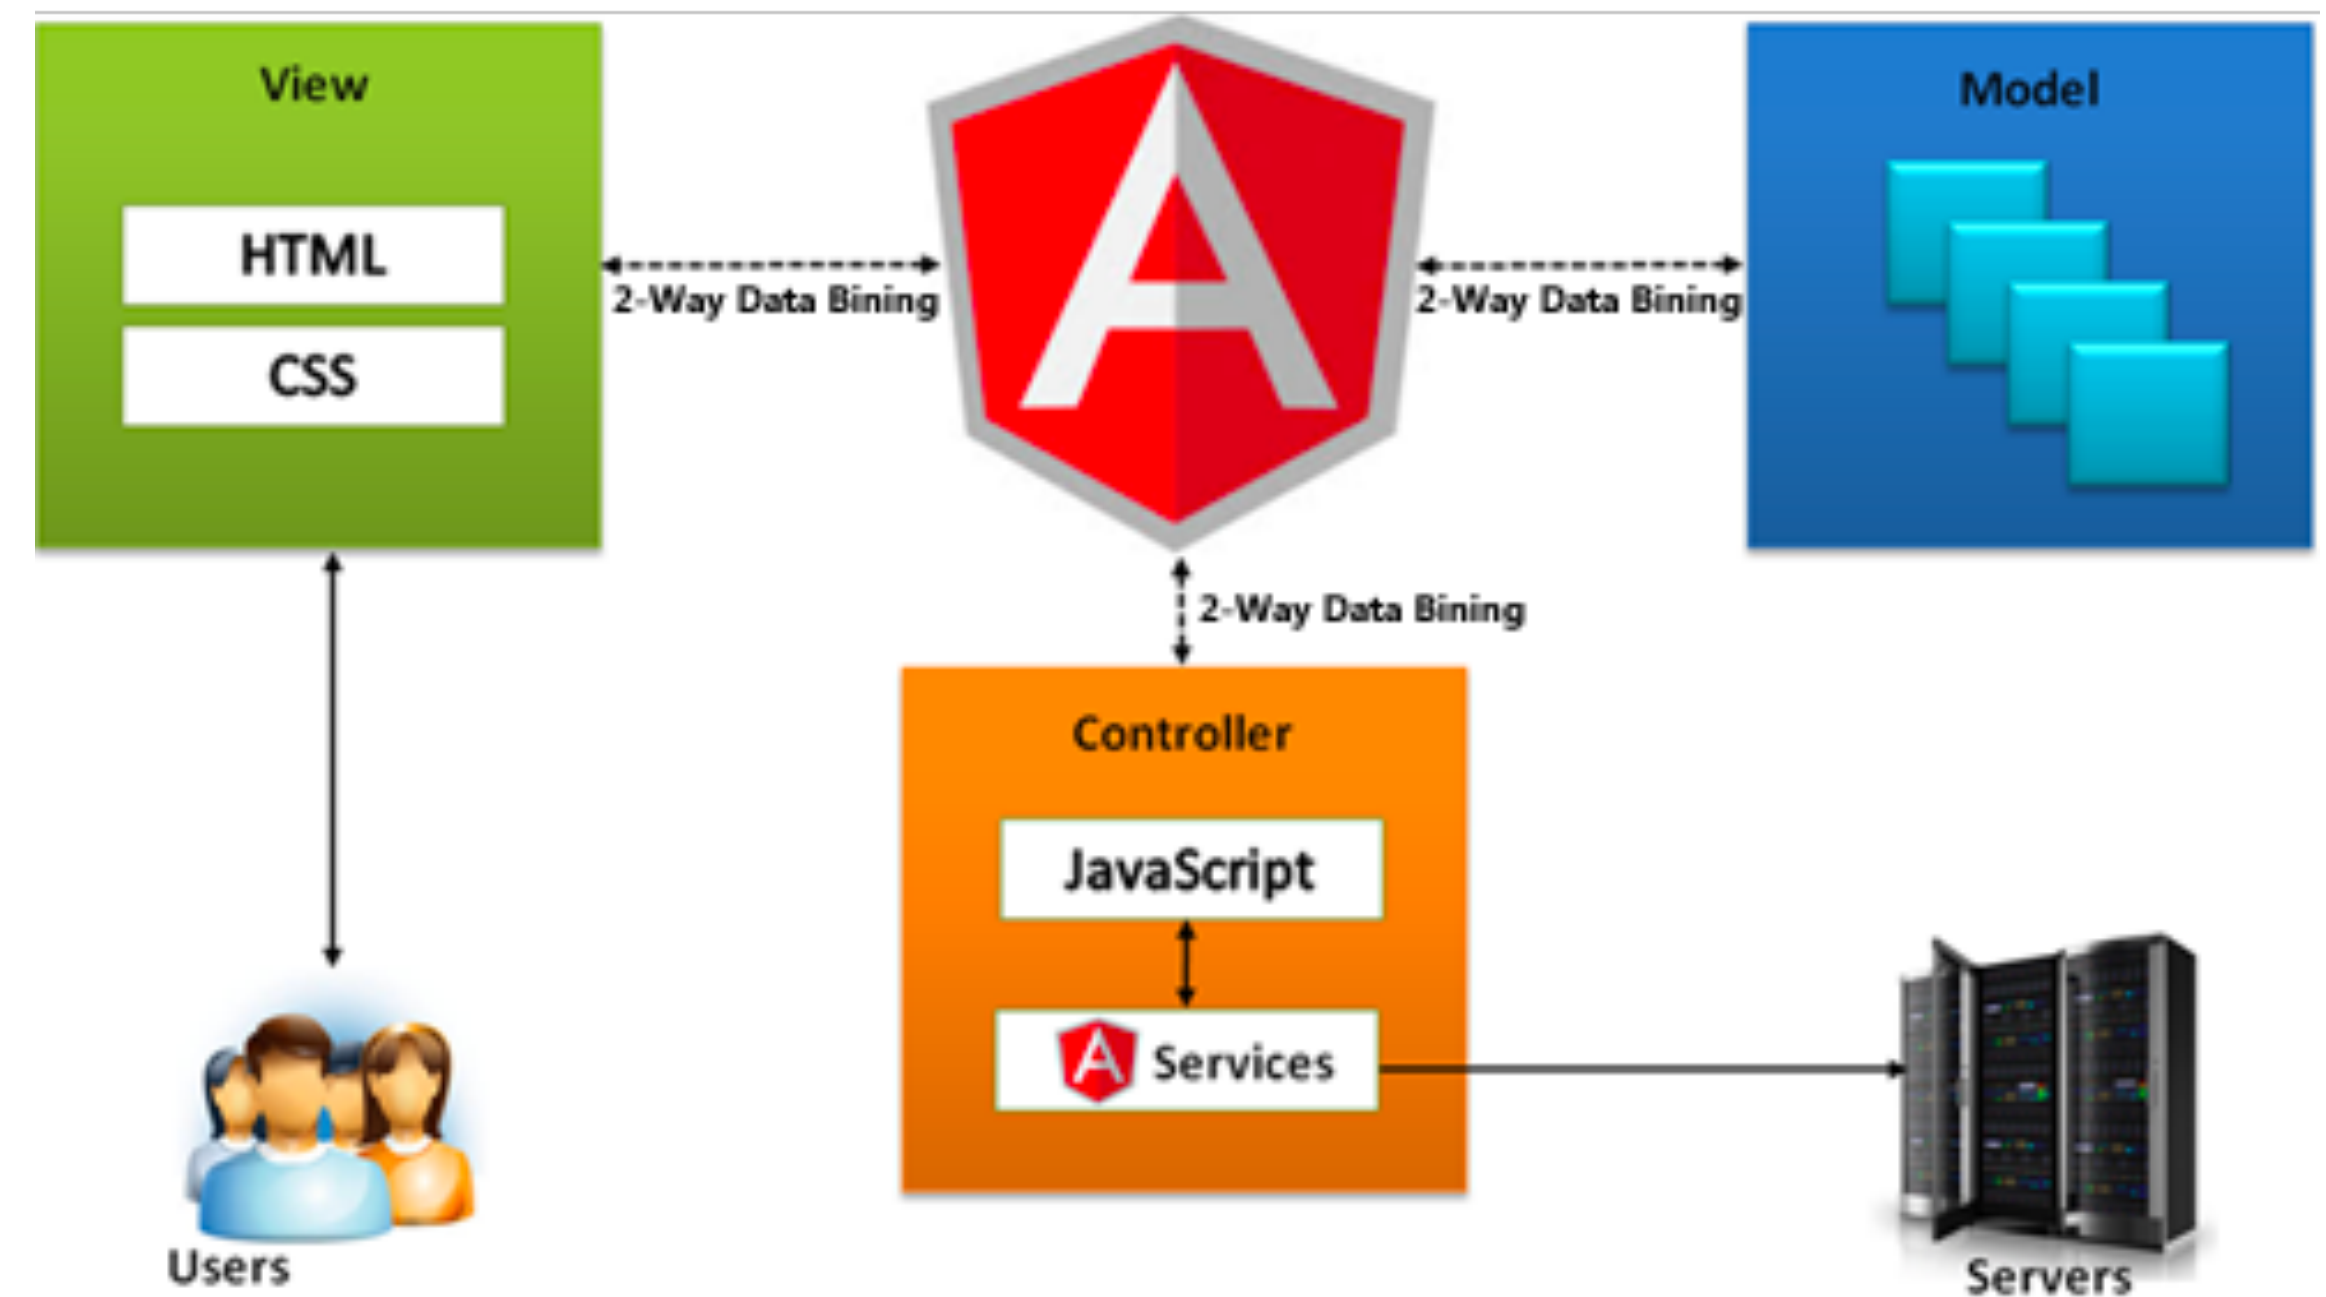 View
Model
HTML
CSS
2-Way Data Bining
2-Way Data Bining
2-Way Data Bining
Controller
JavaScript
Services
Users
Servers